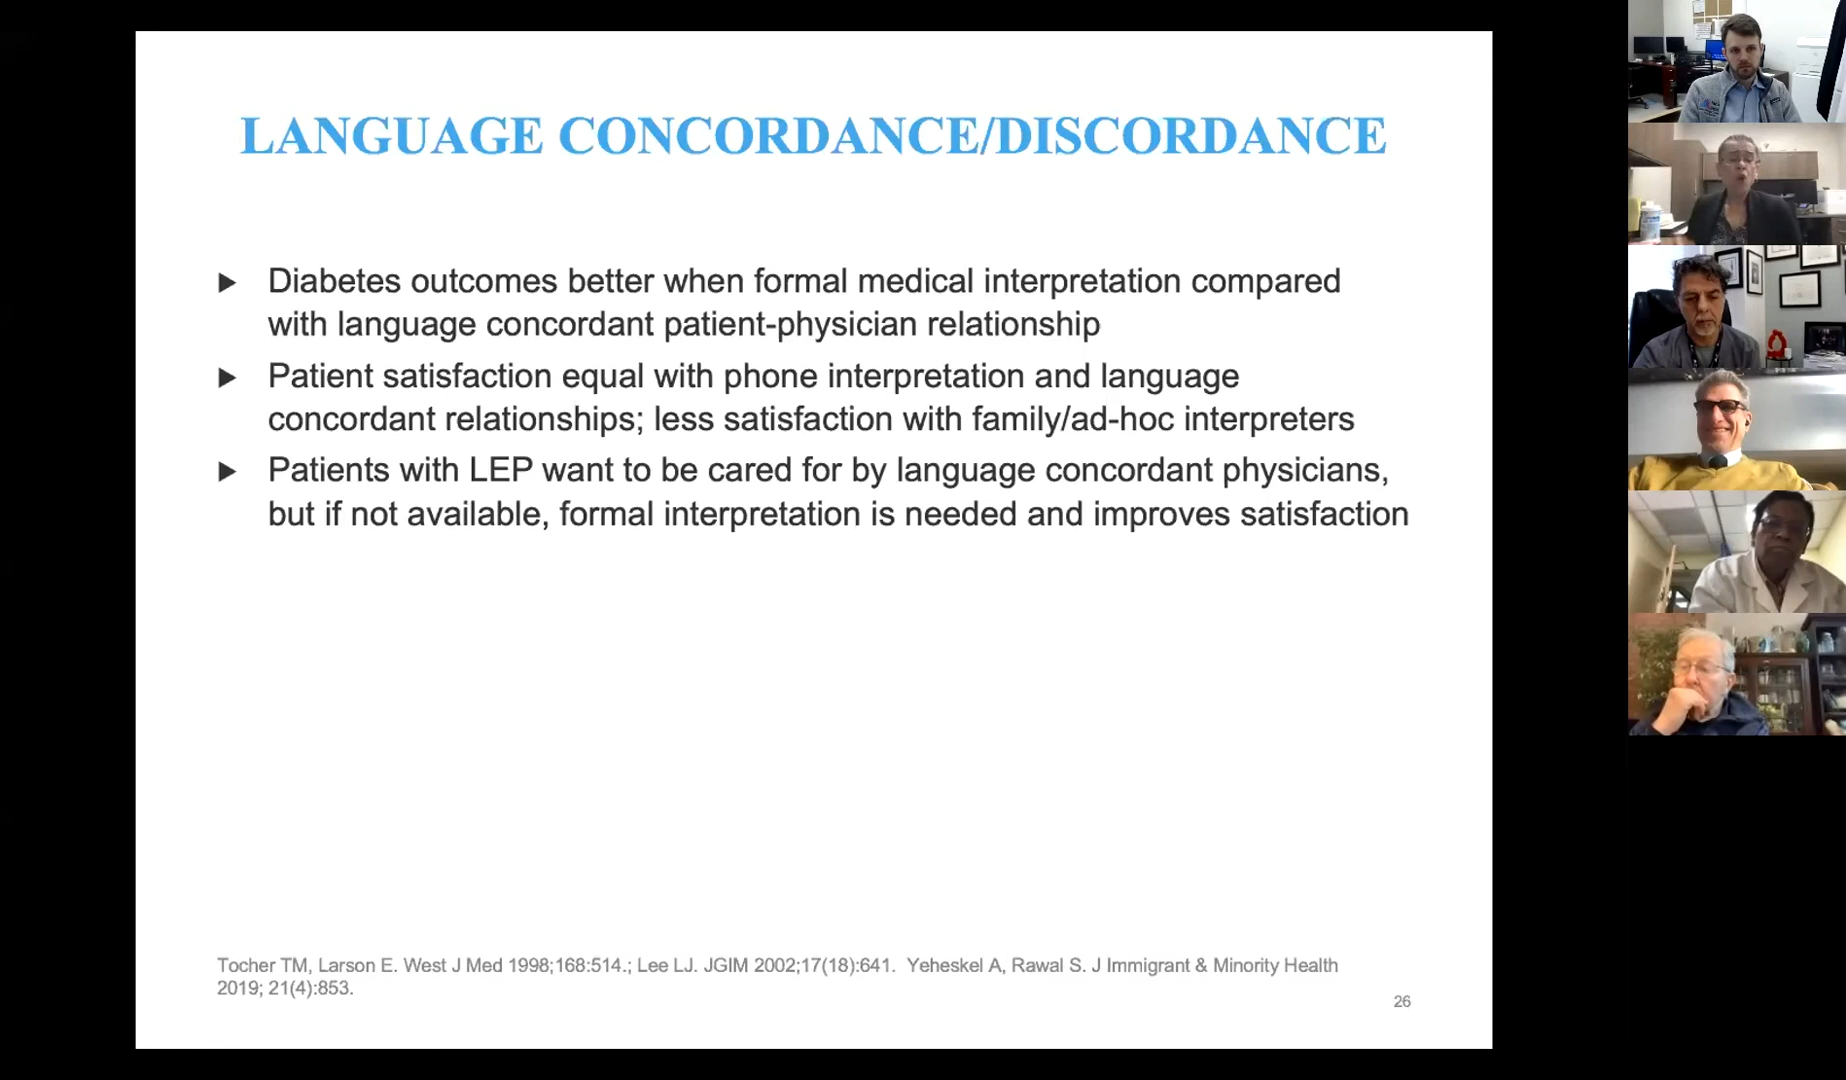 LANGUAGE CONCORDANCE/DISCORDANCE
▶ Diabetes outcomes better when formal medical interpretation compared
with language concordant patient-physician relationship
▶ Patient satisfaction equal with phone interpretation and language
concordant relationships; less satisfaction with family/ad-hoc interpreters
▶ Patients with LEP want to be cared for by language concordant physicians,
but if not available, formal interpretation is needed and improves satisfaction
Tocher TM, Larson E. West J Med 1998;168:514.; Lee LJ. JGIM 2002;17(18):641.  Yeheskel A, Rawal S. J Immigrant & Minority Health
2019; 21(4):853.
26